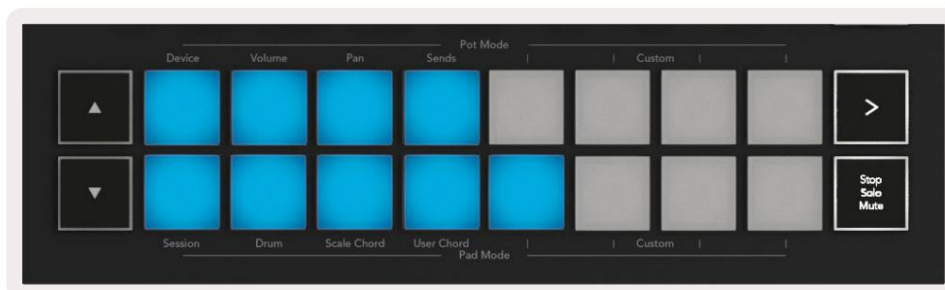 Pot Mode
Device Volume Pan Sends Custom
▲ >
▼ Stop
Solo
Mute
Session Drum Scale Chord User Chord Custom
Pad Mode